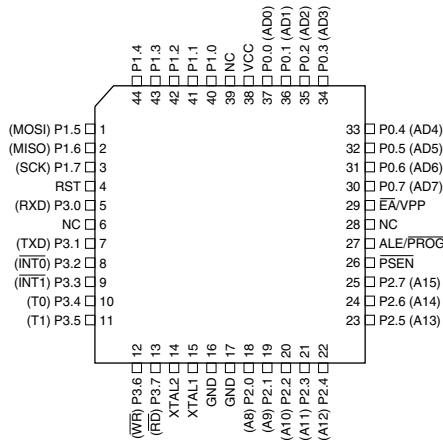 44 P1.4
43 P1.3
42 P1.2
41 P1.1
40 P1.0
39 NC
38 VCC
37 P0.0 (AD0)
36 P0.1 (AD1)
35 P0.2 (AD2)
34 P0.3 (AD3)
(MOSI) P1.5 1
(MISO) P1.6 2
(SCK) P1.7 3
RST 4
(RXD) P3.0 5
NC 6
(TXD) P3.1 7
(INT0) P3.2 8
(INT1) P3.3 9
(T0) P3.4 10
(T1) P3.5 11
33 P0.4 (AD4)
32 P0.5 (AD5)
31 P0.6 (AD6)
30 P0.7 (AD7)
29 EA/VPP
28 NC
27 ALE/PROG
26 PSEN
25 P2.7 (A15)
24 P2.6 (A14)
23 P2.5 (A13)
(WR) P3.6 12
(RD) P3.7 13
XTAL2 14
XTAL1 15
GND 16
GND 17
(A8) P2.0 18
(A9) P2.1 19
(A10) P2.2 20
(A11) P2.3 21
(A12) P2.4 22